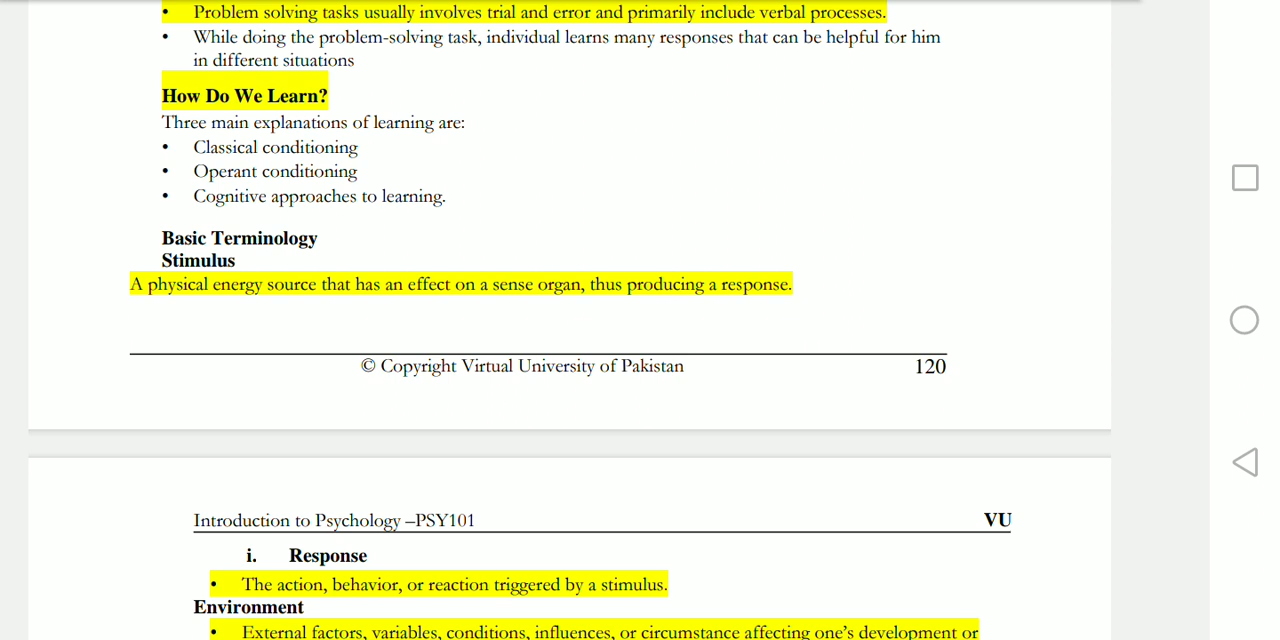 • Problem solving tasks usually involves trial and error and primarily include verbal processes.
• While doing the problem-solving task, individual learns many responses that can be helpful for him
in different situations
How Do We Learn?
Three main explanations of learning are:
• Classical conditioning
• Operant conditioning
• Cognitive approaches to learning.
Basic Terminology
Stimulus
A physical energy source that has an effect on a sense organ, thus producing a response.
© Copyright Virtual University of Pakistan 120
Introduction to Psychology –PSY101 VU
i. Response
• The action, behavior, or reaction triggered by a stimulus.
Environment
• External factors, variables, conditions, influences, or circumstance affecting one’s development or